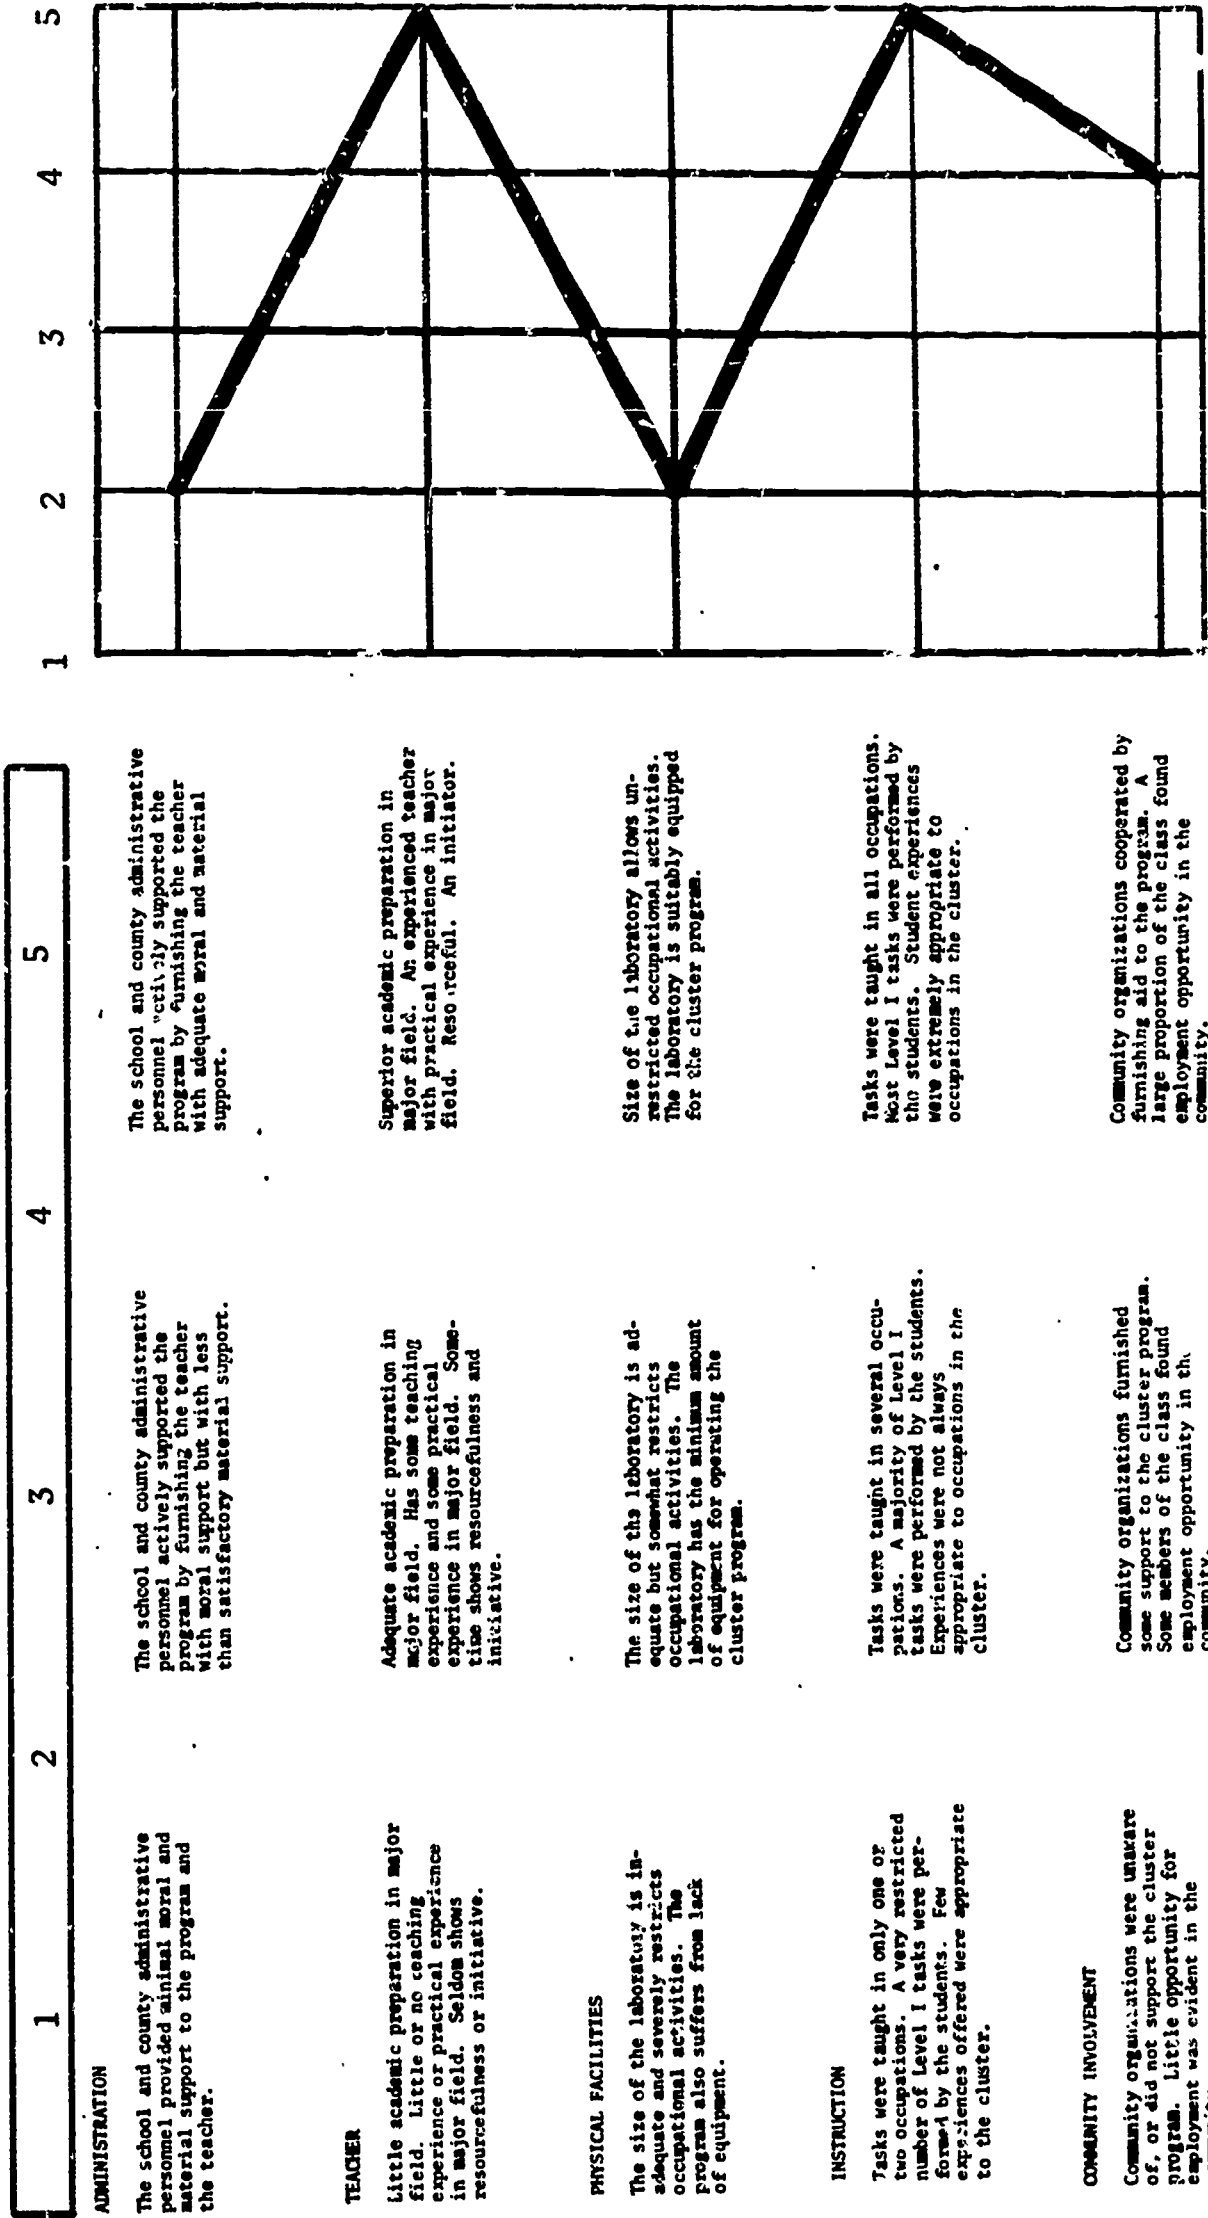 1 2 3 4 5
1 2 3 4 5
ADMINISTRATION
The school and county administrative
personnel provided minimal moral and
material support to the program and
the teacher.
The school and county administrative
personnel actively supported the
program by furnishing the teacher
with moral support but with less
than satisfactory material support.
The school and county administrative
personnel actively supported the
program by furnishing the teacher
with adequate moral and material
support.
TEACHER
Little academic preparation in major
field. Little or no teaching
experience or practical experience
in major field. Seldom shows
resourcefulness or initiative.
Adequate academic preparation in
major field. Has some teaching
experience and some practical
experience in major field. Some-
time shows resourcefulness and
initiative.
Superior academic preparation in
major field. An experienced teacher
with practical experience in major
field. Resourceful. An initiator.
PHYSICAL FACILITIES
The size of the laboratory is in-
adequate and severely restricts
occupational activities. The
program also suffers from lack
of equipment.
The size of the laboratory is ad-
equate but somewhat restricts
occupational activities. The
laboratory has the minimum amount
of equipment for operating the
cluster program.
Size of the laboratory allows un-
restricted occupational activities.
The laboratory is suitably equipped
for the cluster program.
INSTRUCTION
Tasks were taught in only one or
two occupations. A very restricted
number of Level I tasks were per-
formed by the students. Few
experiences offered were appropriate
to the cluster.
Tasks were taught in several occu-
pations. A majority of Level I
tasks were performed by the students.
Experiences were not always
appropriate to occupations in the
cluster.
Tasks were taught in all occupations.
Most Level I tasks were performed by
the students. Student experiences
were extremely appropriate to
occupations in the cluster.
COMMUNITY INVOLVEMENT
Community organizations were unaware
of, or did not support the cluster
program. Little opportunity for
employment was evident in the
Community organizations furnished
some support to the cluster program.
Some members of the class found
employment opportunity in the
community.
Community organizations cooperated by
furnishing aid to the program. A
large proportion of the class found
employment opportunity in the
community.